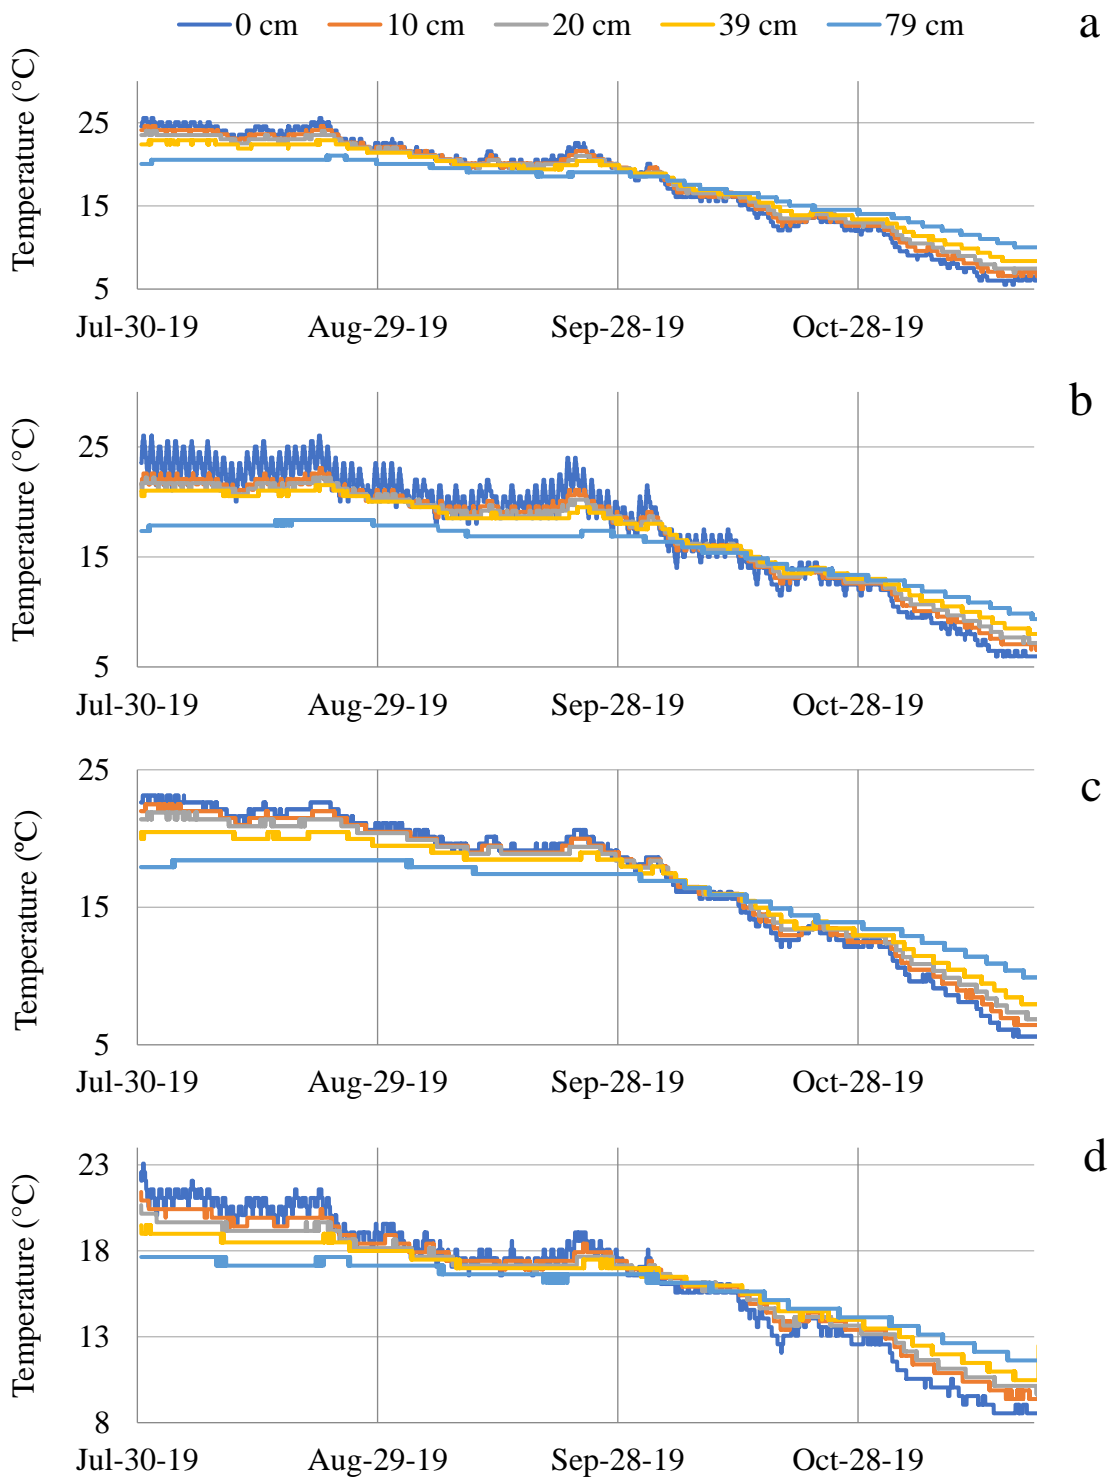 0 cm 10 cm 20 cm 39 cm 79 cm
a
Temperature (°C)
25
15
5
Jul-30-19 Aug-29-19 Sep-28-19 Oct-28-19
b
Temperature (°C)
25
15
5
Jul-30-19 Aug-29-19 Sep-28-19 Oct-28-19
c
Temperature (ºC)
25
15
5
Jul-30-19 Aug-29-19 Sep-28-19 Oct-28-19
d
Temperature (°C)
23
18
13
8
Jul-30-19 Aug-29-19 Sep-28-19 Oct-28-19